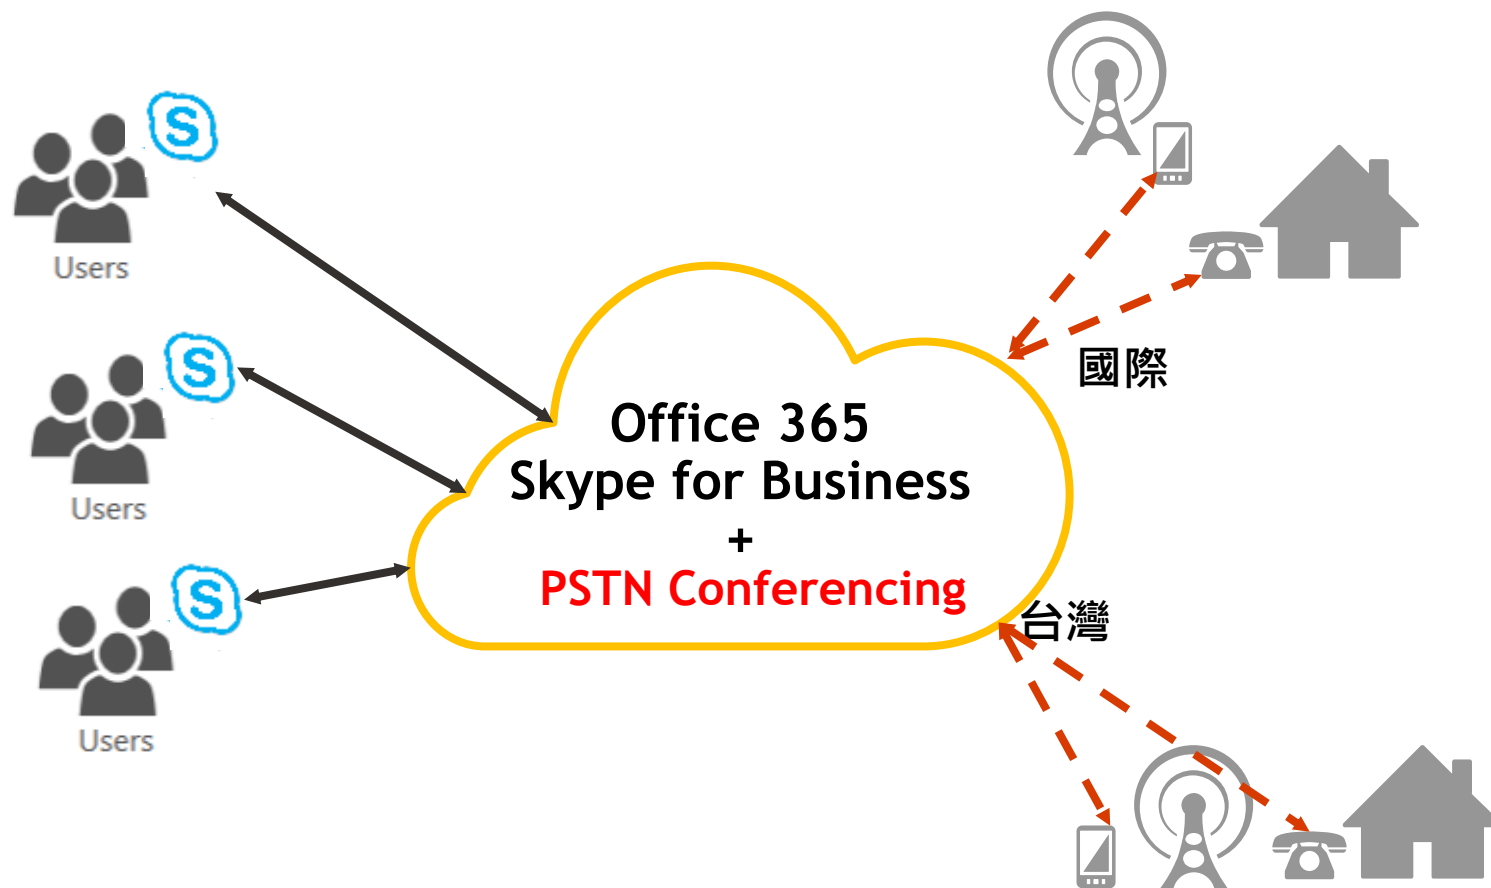 S
Users
S
Users
S
Users
Office 365
Skype for Business
+
PSTN Conferencing
國際
台灣